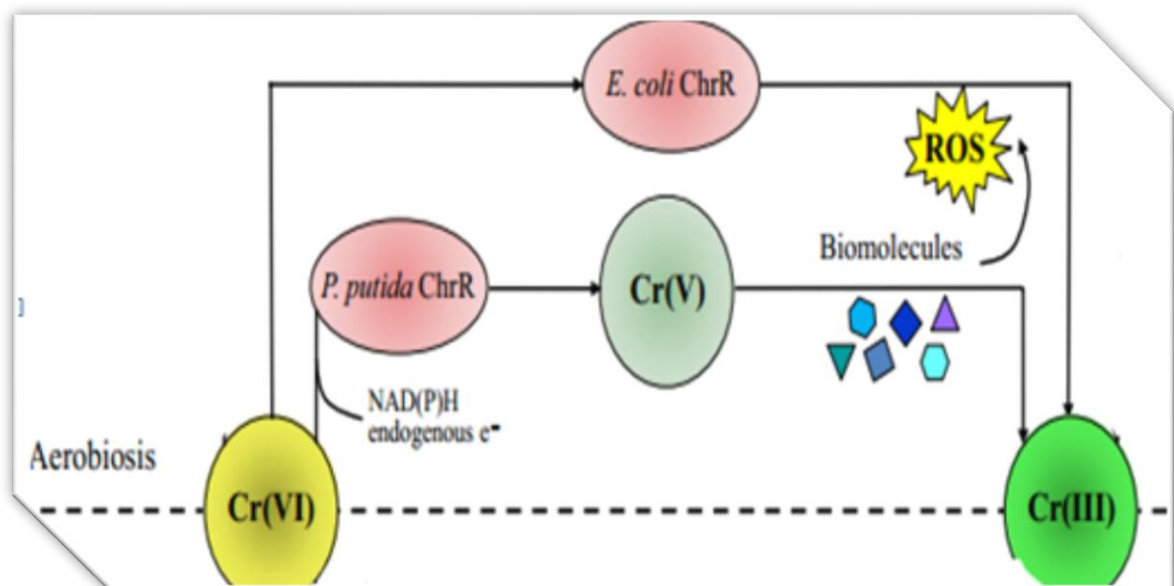 E. coli ChrR
ROS
Biomolecules
P. putida ChrR
Cr(V)
NAD(P)H
endogenous e-
Aerobiosis
Cr(VI)
Cr(III)